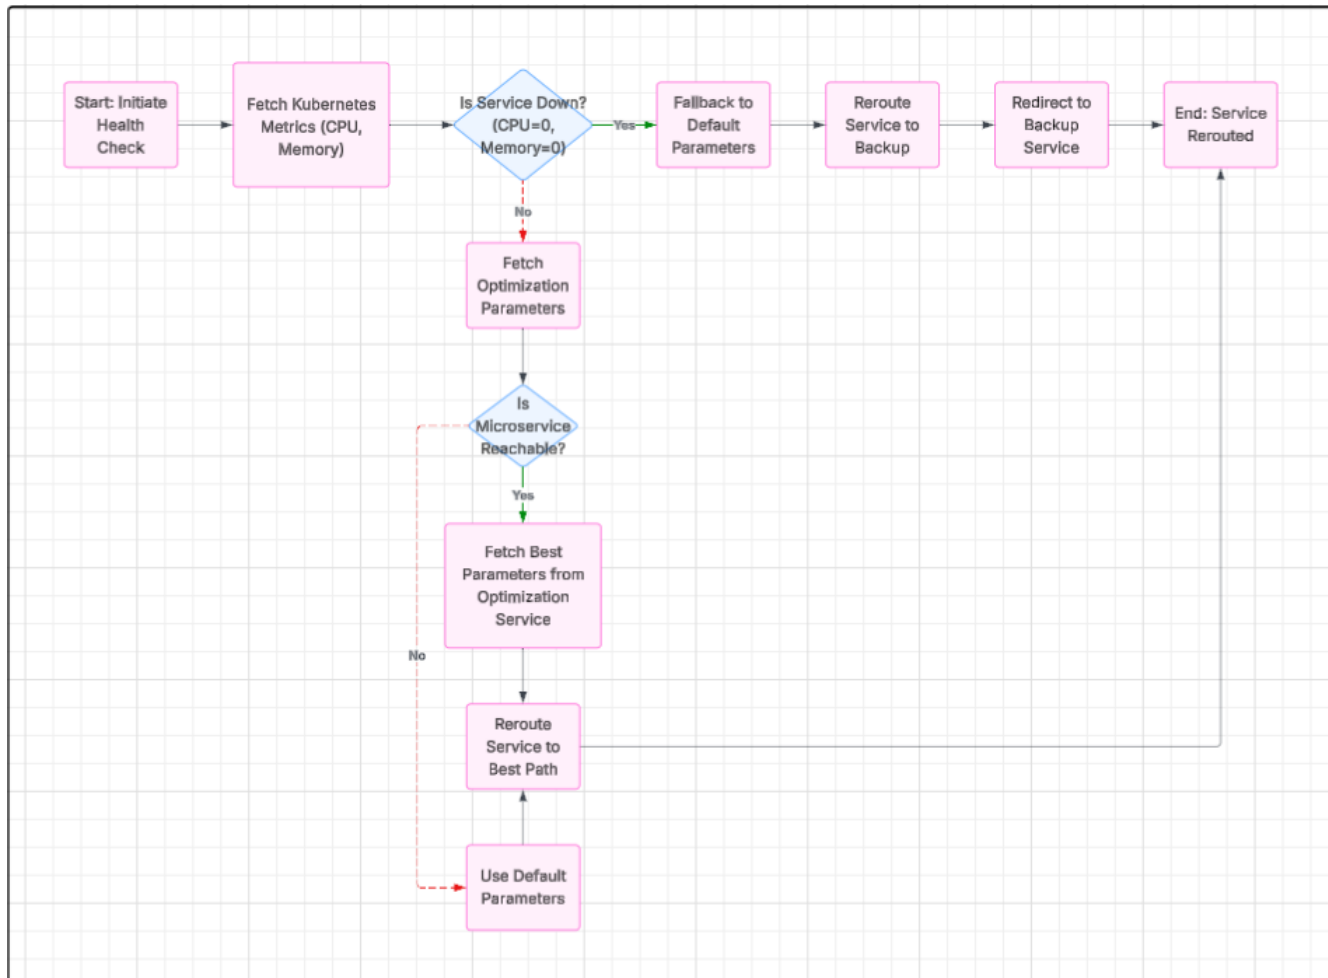 Start: Initiate
Health
Check
Fetch Kubernetes
Metrics (CPU,
Memory)
Is Service Down?
(CPU=0,
Memory=0)
Yes
Fallback to
Default
Parameters
Reroute
Service to
Backup
Redirect to
Backup
Service
End: Service
Rerouted
No
Fetch
Optimization
Parameters
Is
Microservice
Reachable?
Yes
Fetch Best
Parameters from
Optimization
Service
No
Reroute
Service to
Best Path
Use Default
Parameters